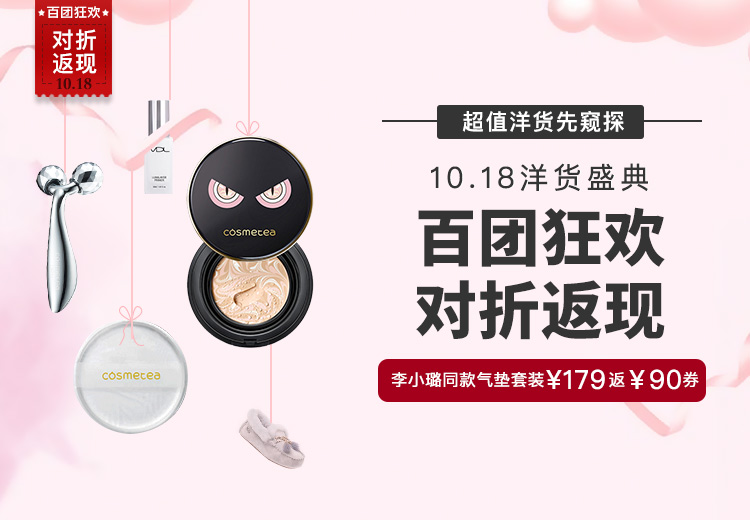 ★百团狂欢★
对折
返现
10.18
VDL
cosmetea
cosmetea
超值洋货先窥探
10.18洋货盛典
百团狂欢
对折返现
李小璐同款气垫套装¥179返¥90券